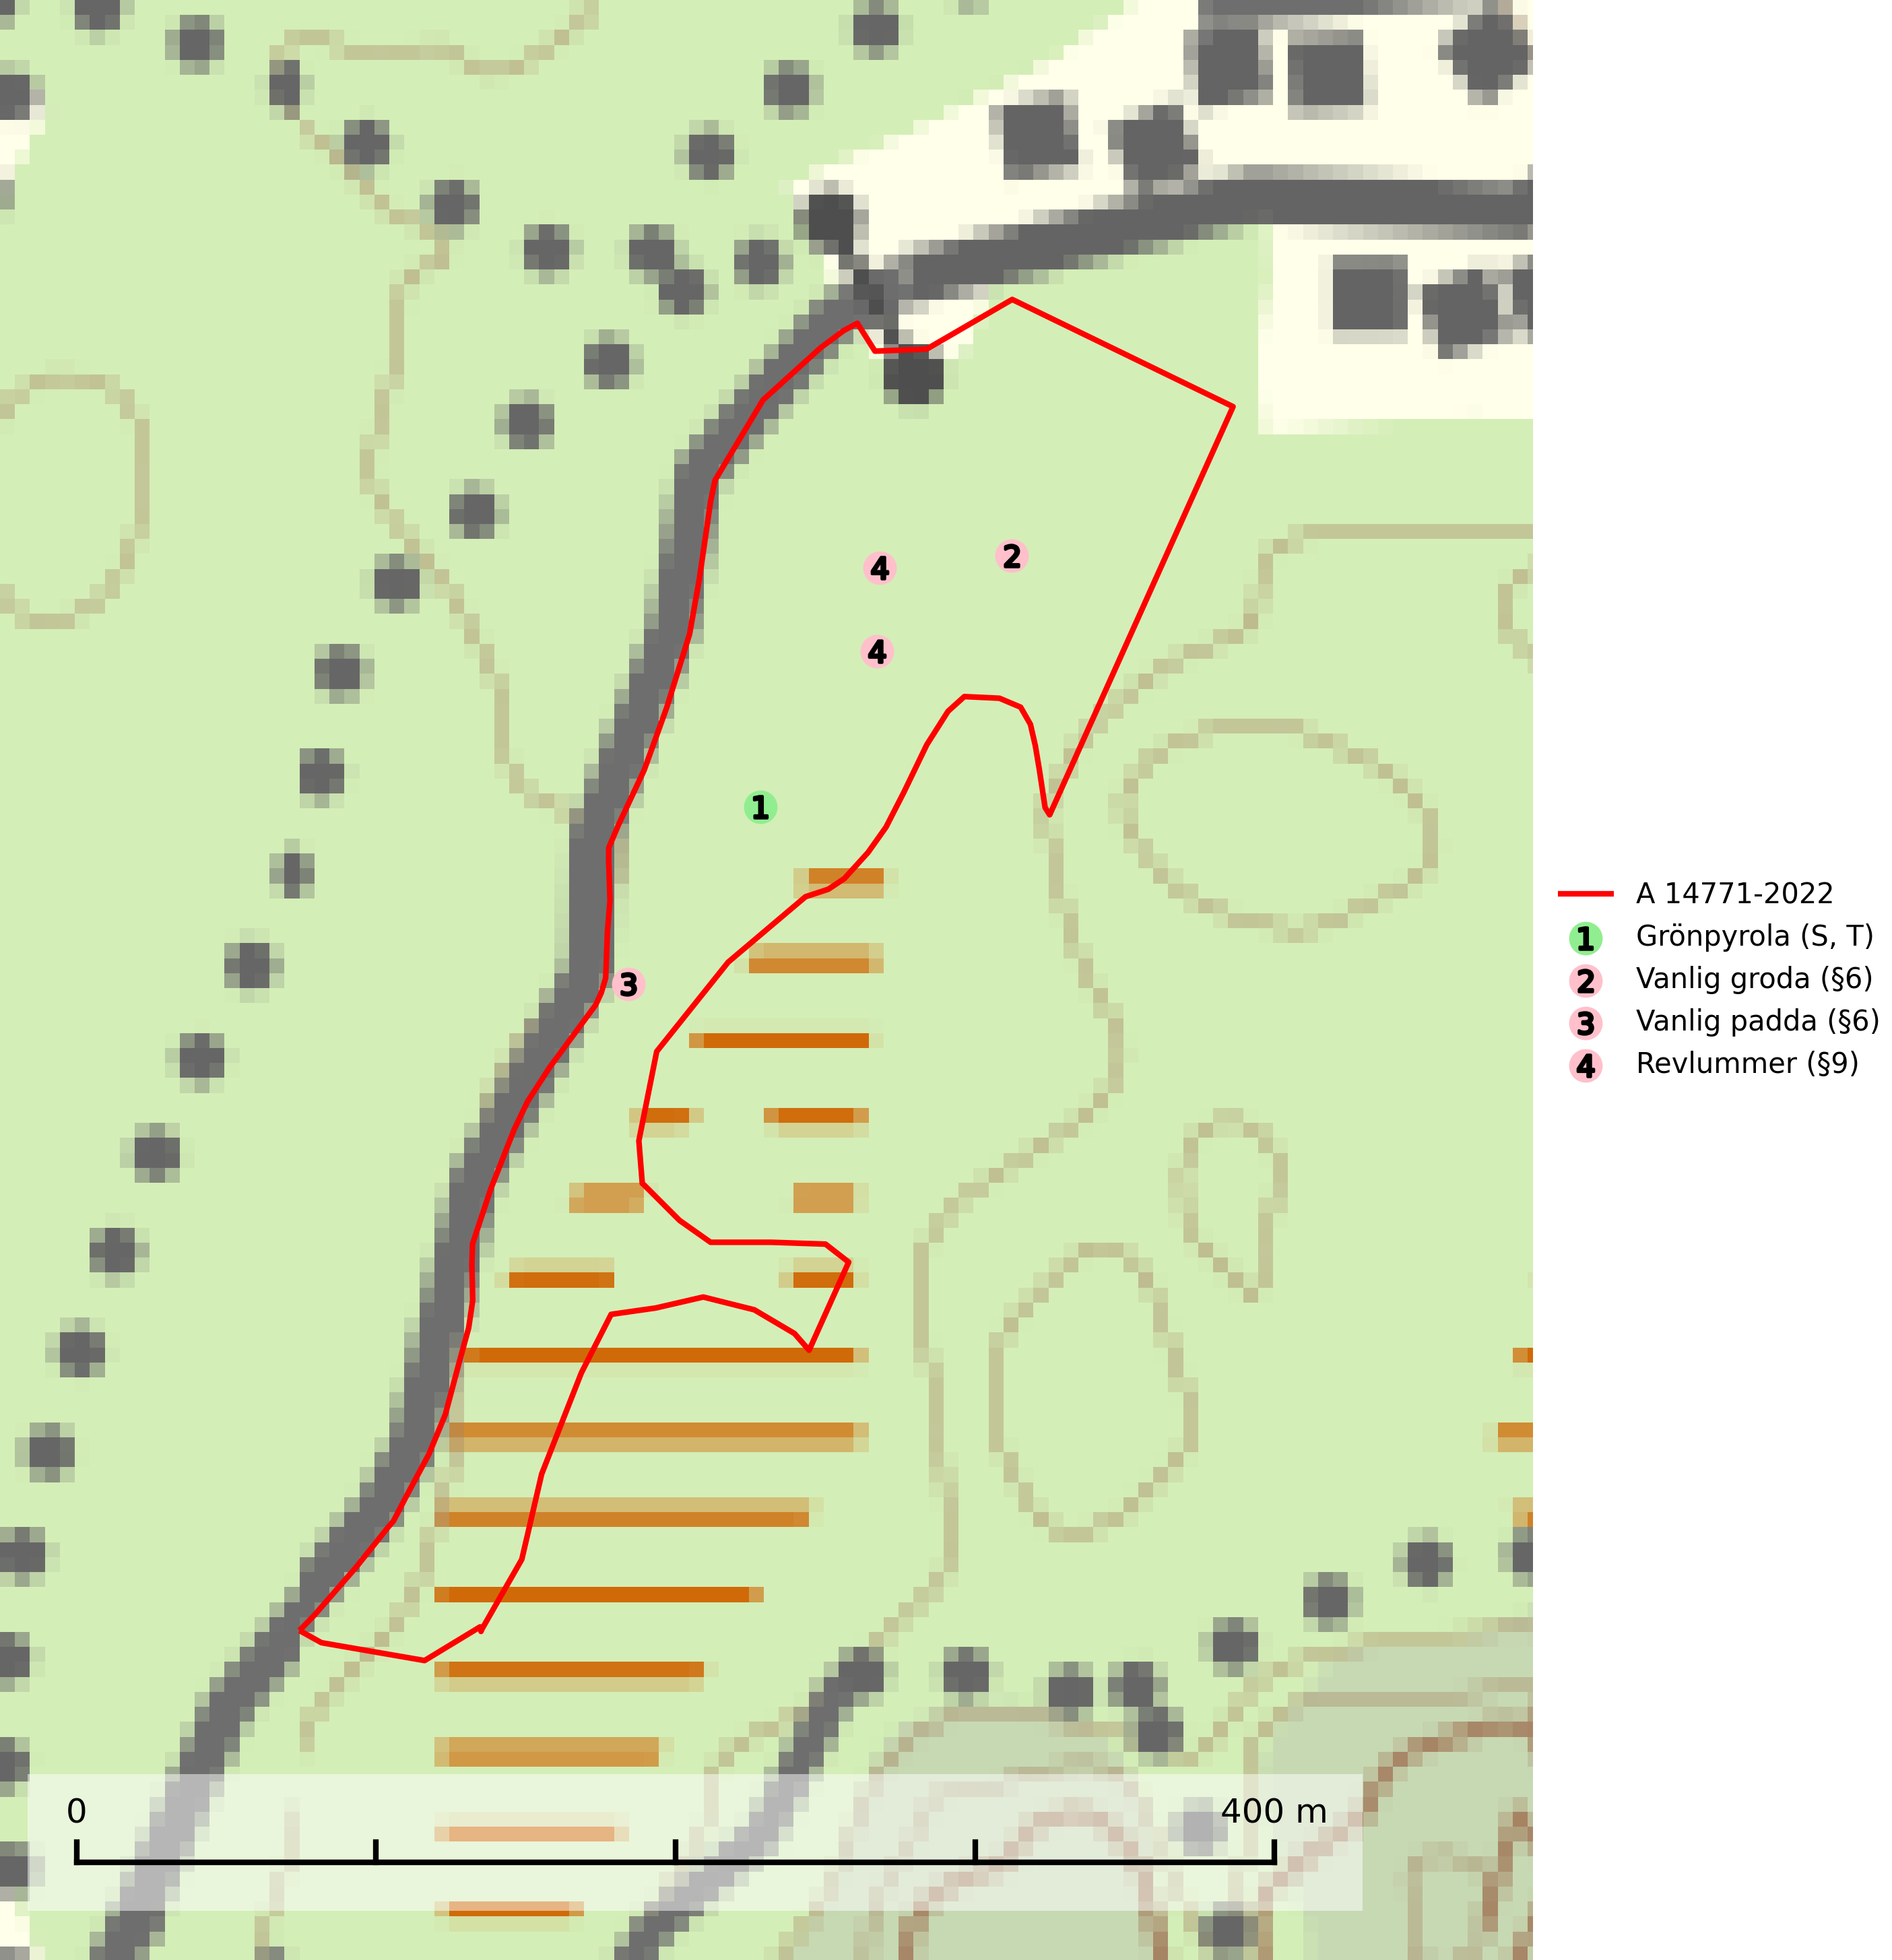 4
2
4
1
3
A 14771-2022
1 Grönpyrola (S, T)
2 Vanlig groda (§6)
3 Vanlig padda (§6)
4 Revlummer (§9)
0 400 m